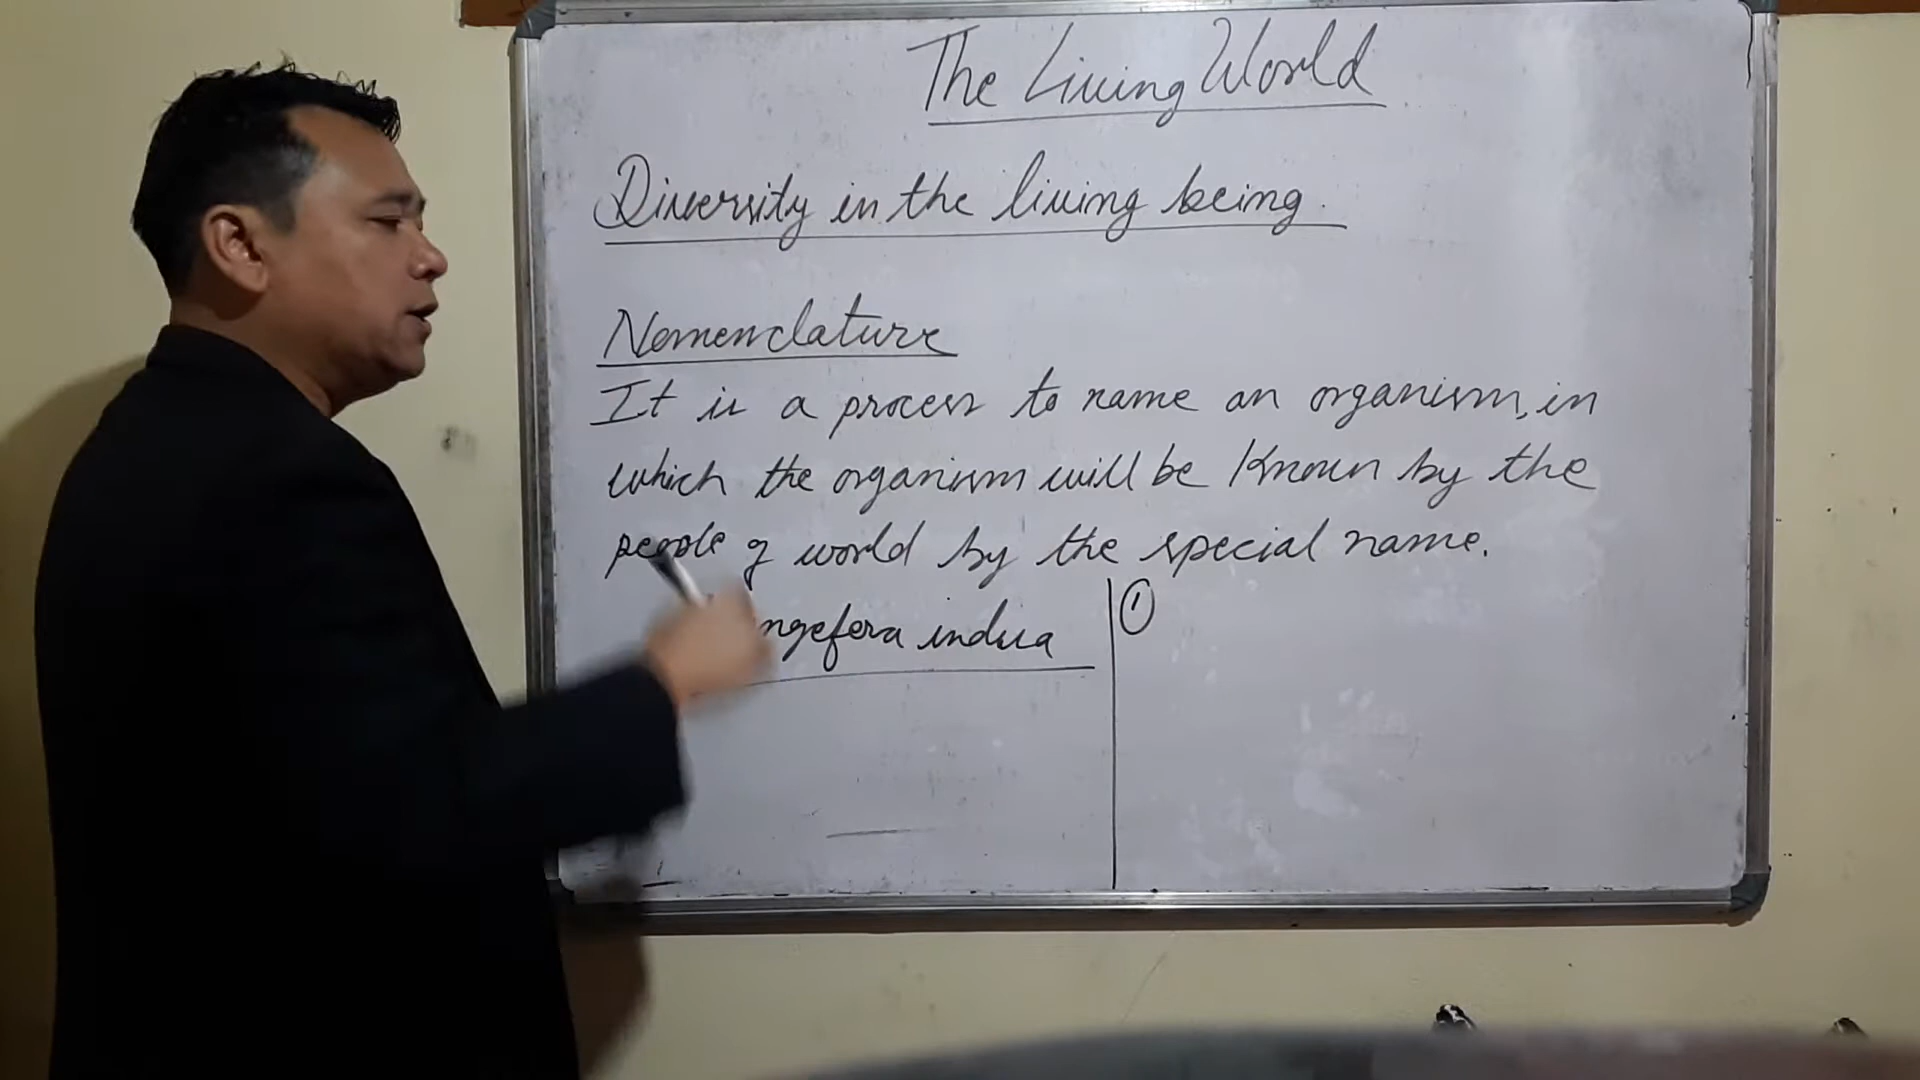 The Living World
Diversity in the living being.
Nomenclature
It is a process to name an organism, in
which the organism will be known by the
people of world by the special name.
ngefera indica
1